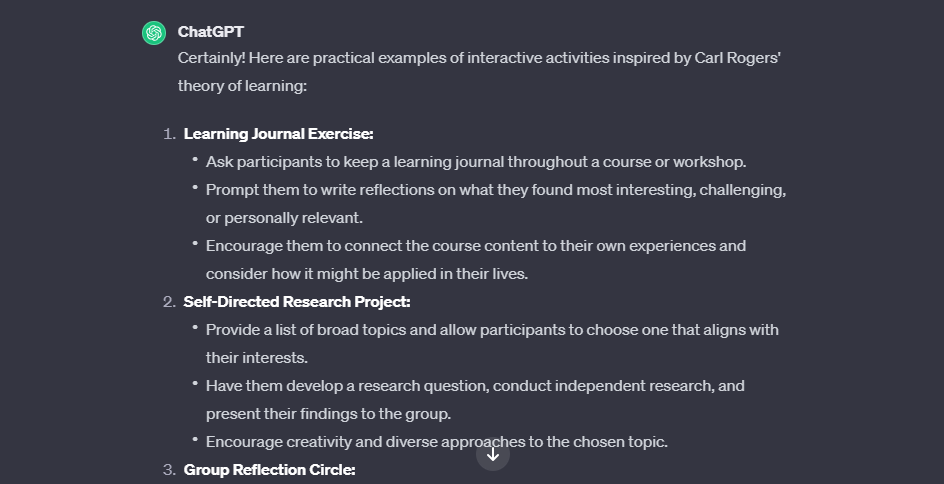 ChatGPT
Certainly! Here are practical examples of interactive activities inspired by Carl Rogers'
theory of learning:
1. Learning Journal Exercise:
• Ask participants to keep a learning journal throughout a course or workshop.
• Prompt them to write reflections on what they found most interesting, challenging,
or personally relevant.
• Encourage them to connect the course content to their own experiences and
consider how it might be applied in their lives.
2. Self-Directed Research Project:
• Provide a list of broad topics and allow participants to choose one that aligns with
their interests.
• Have them develop a research question, conduct independent research, and
present their findings to the group.
• Encourage creativity and diverse approaches to the chosen topic.
3. Group Reflection Circle: